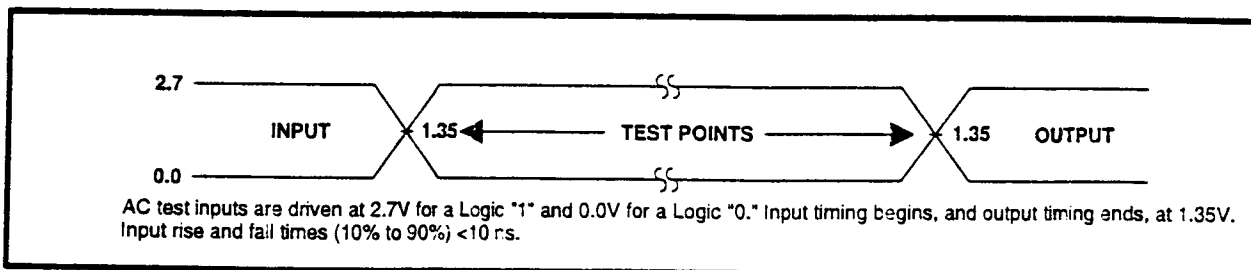 2.7
INPUT 1.35 TEST POINTS 1.35 OUTPUT
0.0
AC test inputs are driven at 2.7V for a Logic "1" and 0.0V for a Logic "0." Input timing begins, and output timing ends, at 1.35V.
Input rise and fall times (10% to 90%) <10 ns.